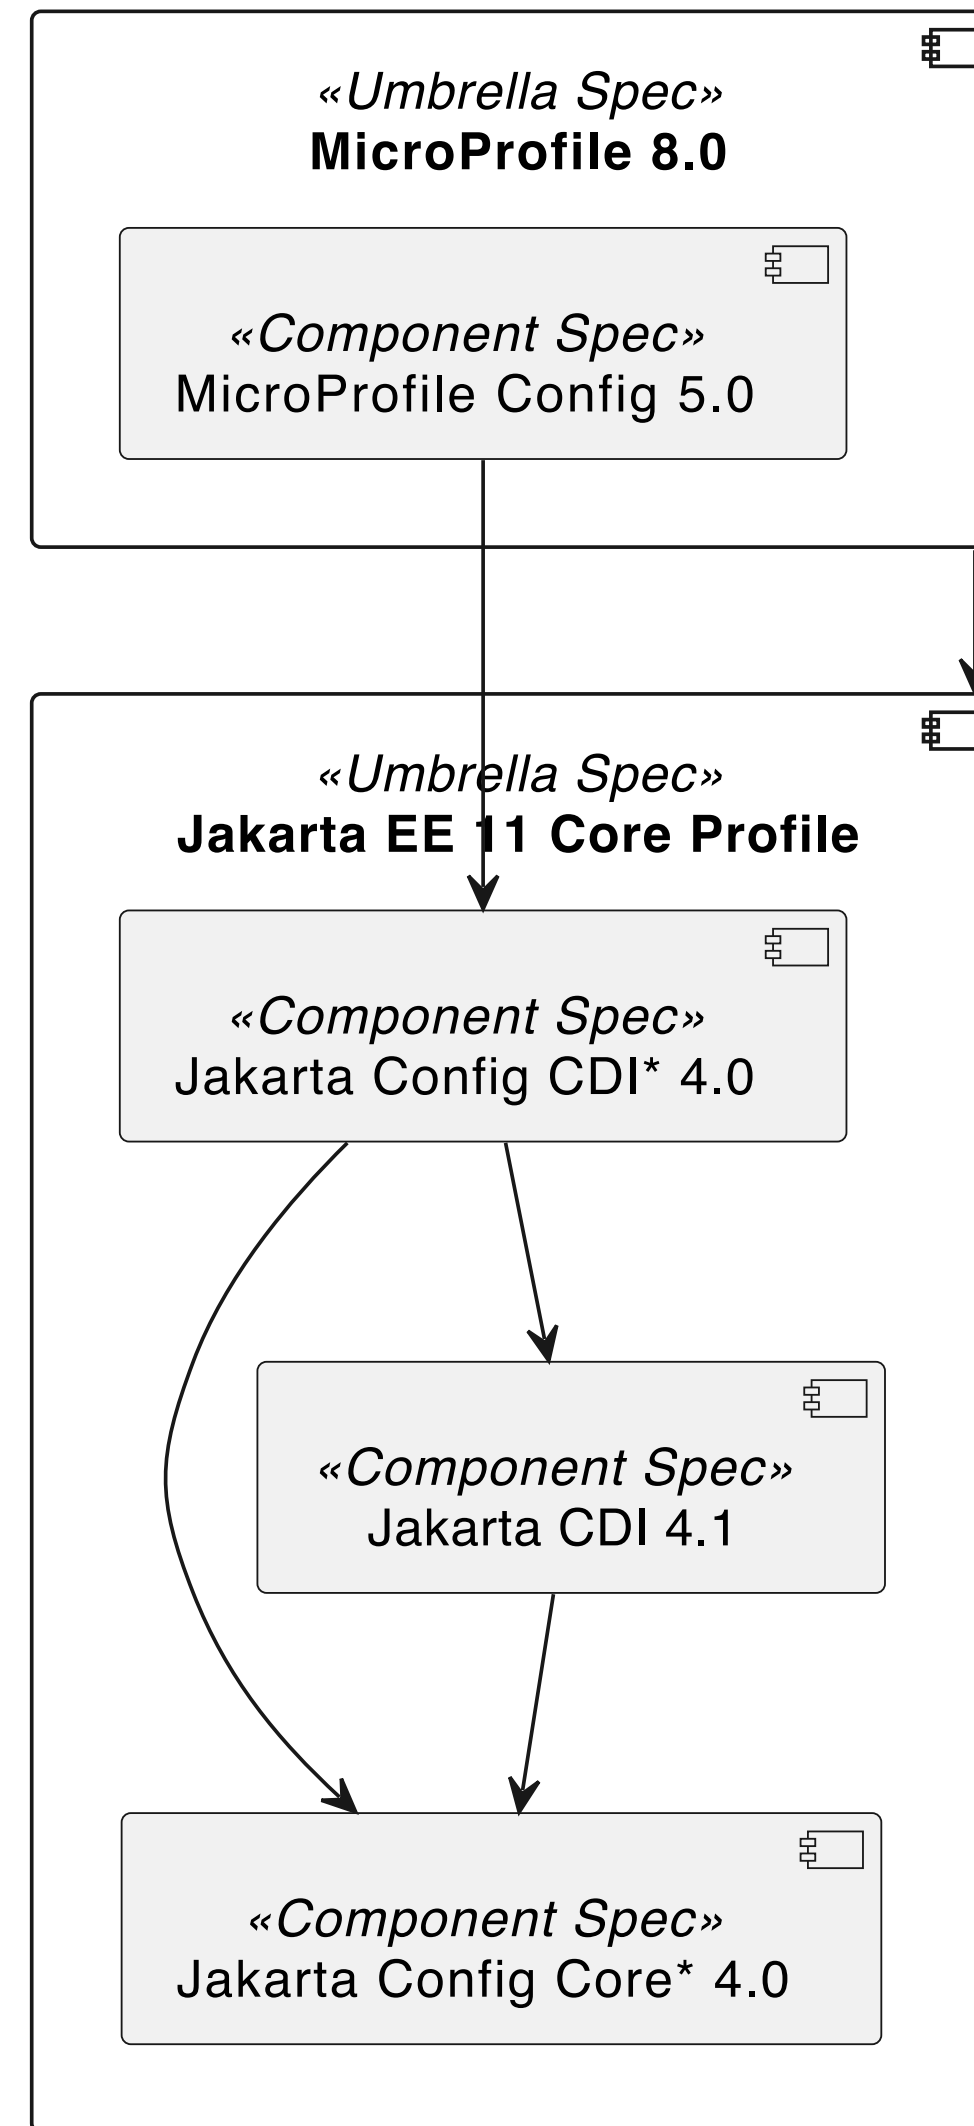 «Umbrella Spec»
MicroProfile 8.0
«Component Spec»
MicroProfile Config 5.0
«Umbrella Spec»
Jakarta EE 11 Core Profile
«Component Spec»
Jakarta Config CDI* 4.0
«Component Spec»
Jakarta CDI 4.1
«Component Spec»
Jakarta Config Core* 4.0